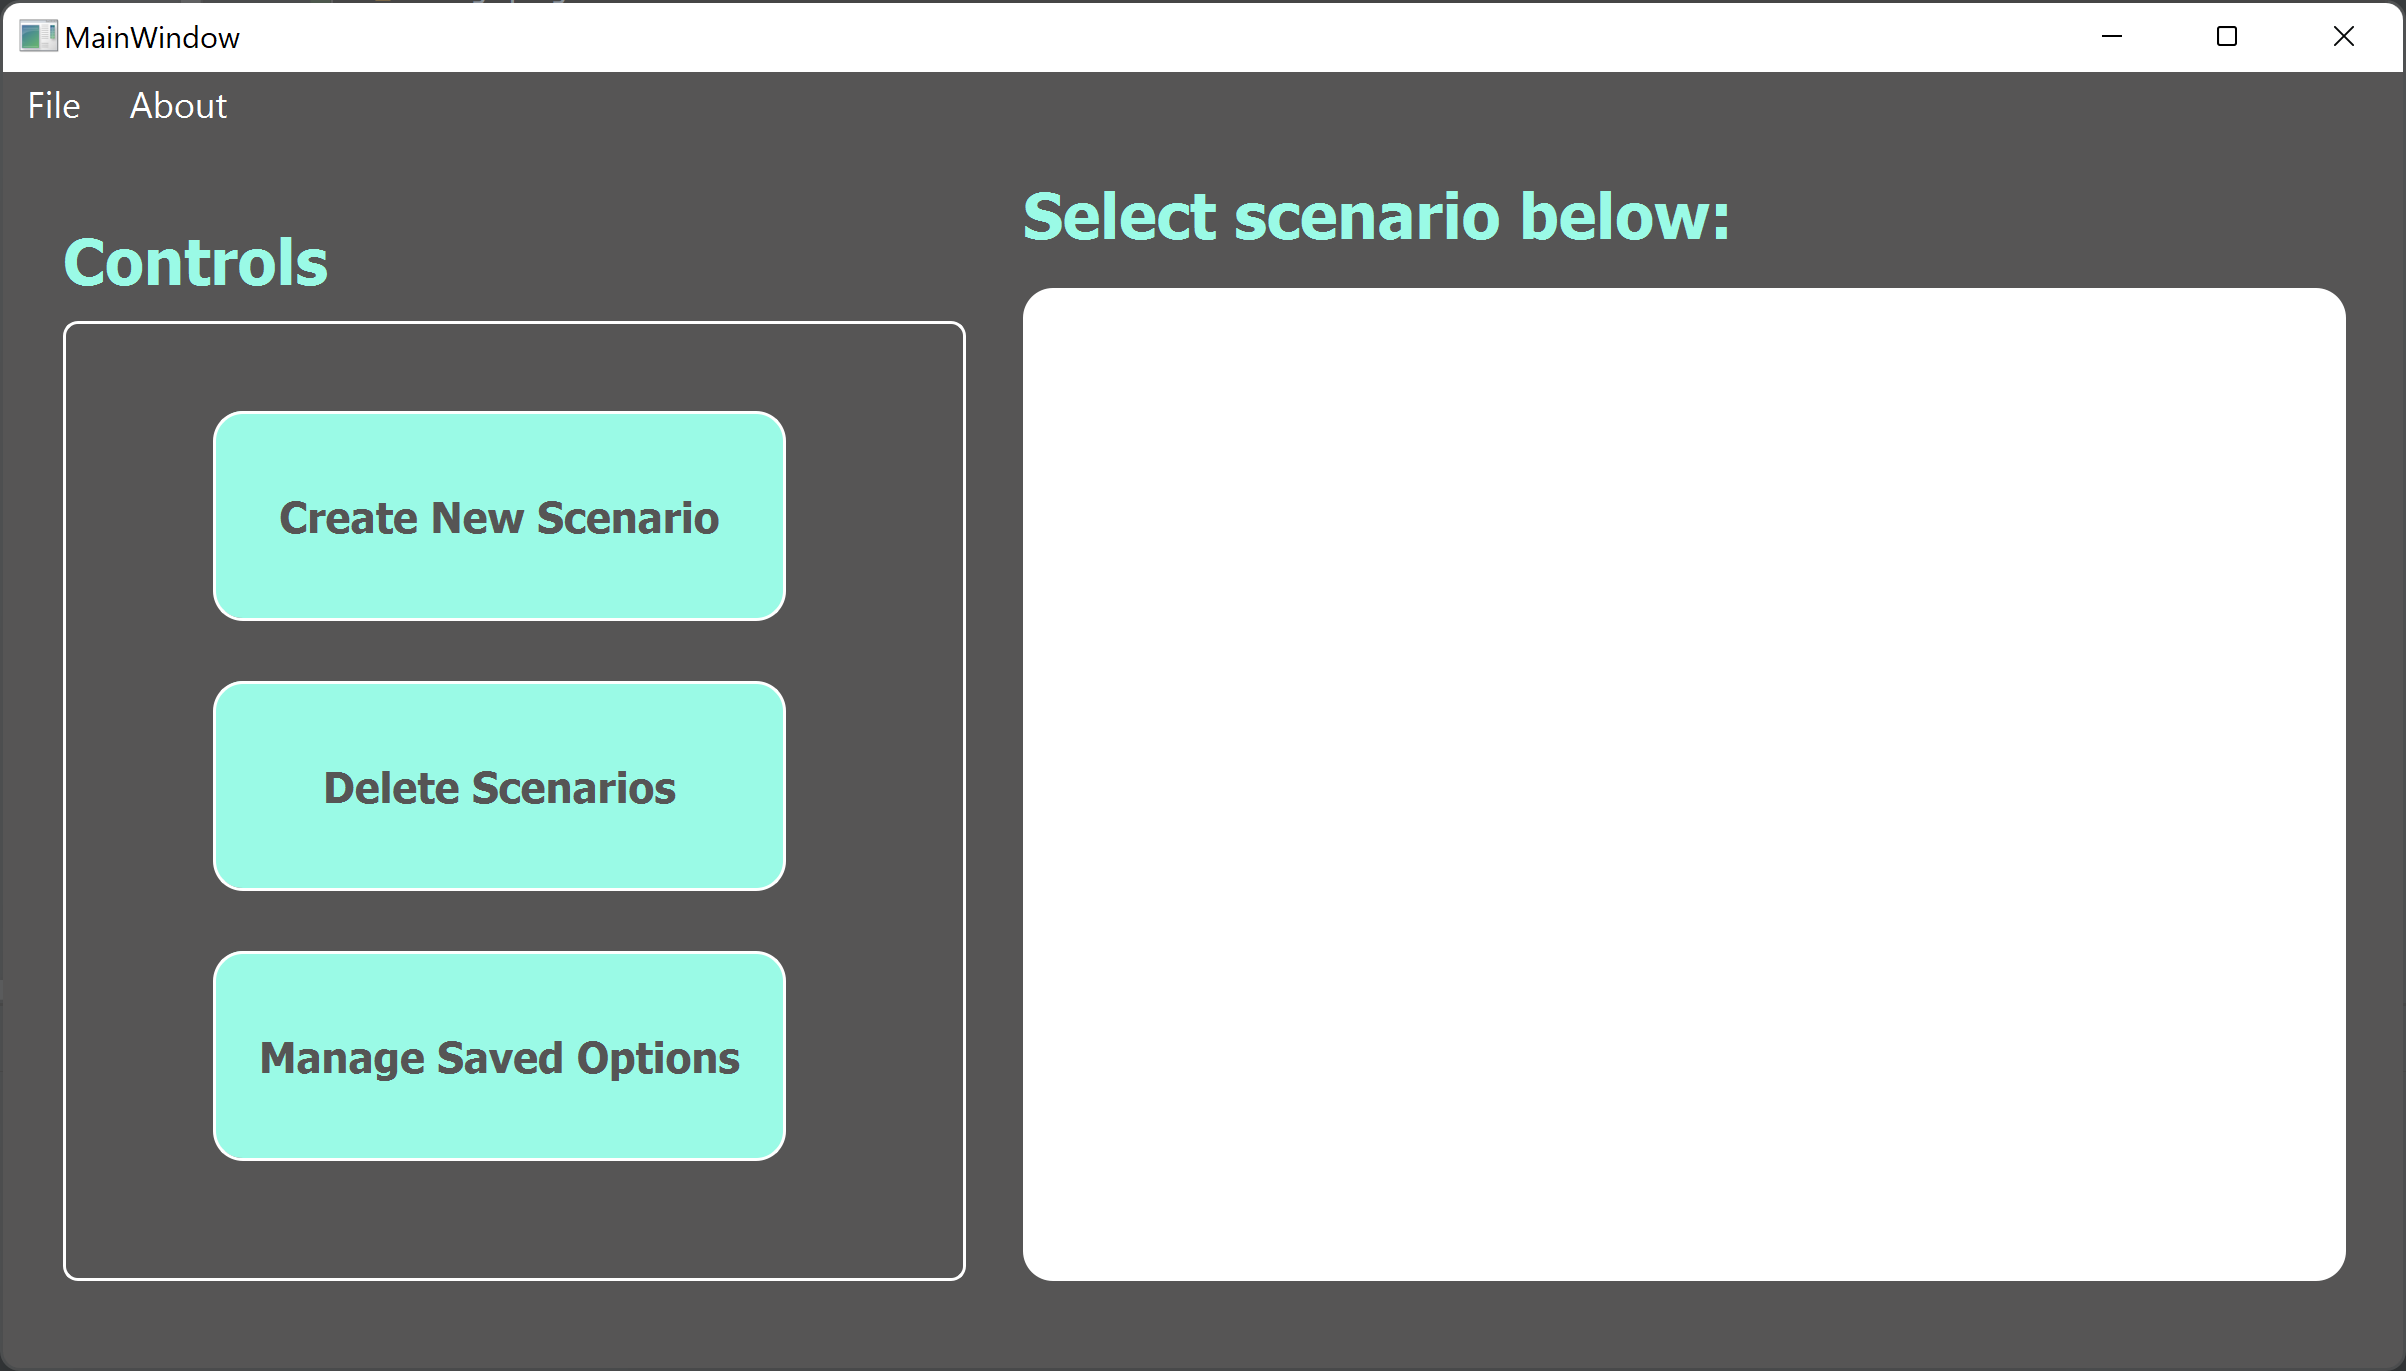 MainWindow
File About
Controls
Create New Scenario
Delete Scenarios
Manage Saved Options
Select scenario below: